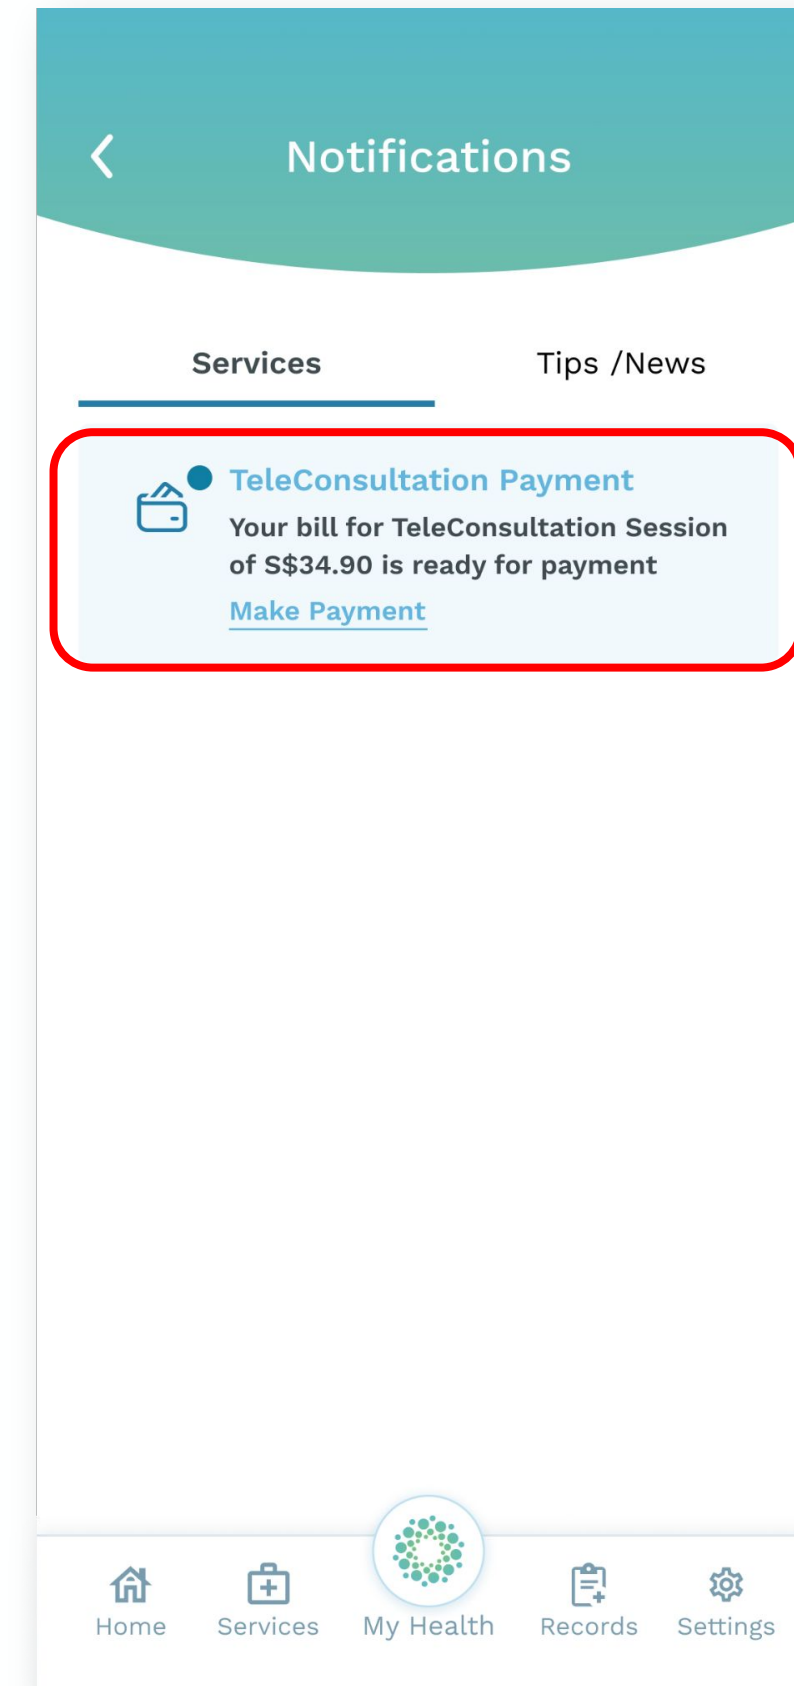 Notifications
Services
Tips /News
TeleConsultation Payment
Your bill for TeleConsultation Session
of S$34.90 is ready for payment
Make Payment
Home
Services
My Health
Records
Settings